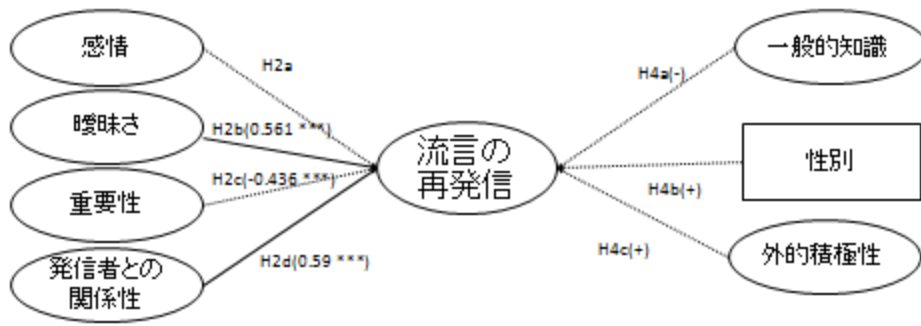 感情
H2a
曖昧さ
H2b(0.561 ***)
重要性
H2c(-0.436 ***)
発信者との
関係性
H2d(0.59 ***)
流言の
再発信
一般的知識
H4a(-)
性別
H4b(+)
外的積極性
H4c(+)